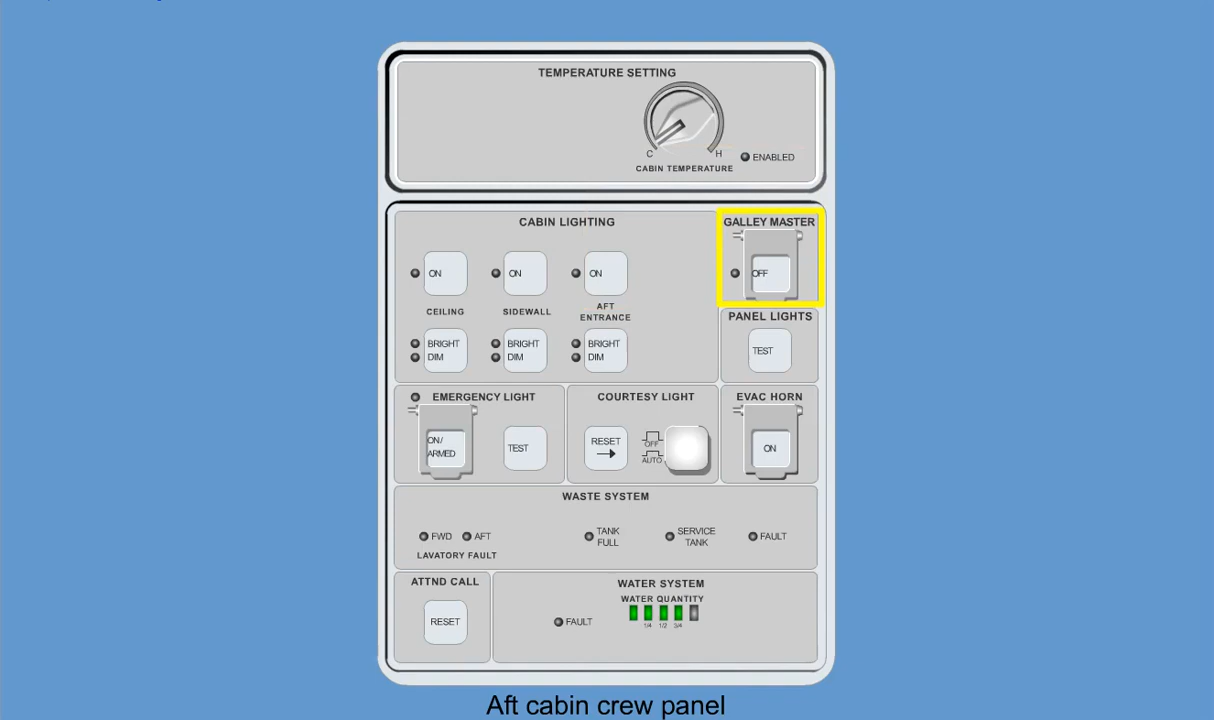 TEMPERATURE SETTING
C
H
ENABLED
CABIN TEMPERATURE
CABIN LIGHTING
GALLEY MASTER
ON
ON
ON
OFF
CEILING
SIDEWALL
AFT
ENTRANCE
PANEL LIGHTS
BRIGHT
DIM
BRIGHT
DIM
BRIGHT
DIM
TEST
EMERGENCY LIGHT
COURTESY LIGHT
EVAC HORN
ON/
ARMED
TEST
RESET
OFF
AUTO
ON
WASTE SYSTEM
FWD
AFT
LAVATORY FAULT
TANK
FULL
SERVICE
TANK
FAULT
ATTND CALL
RESET
WATER SYSTEM
WATER QUANTITY
FAULT
1/4
1/2
3/4
Aft cabin crew panel